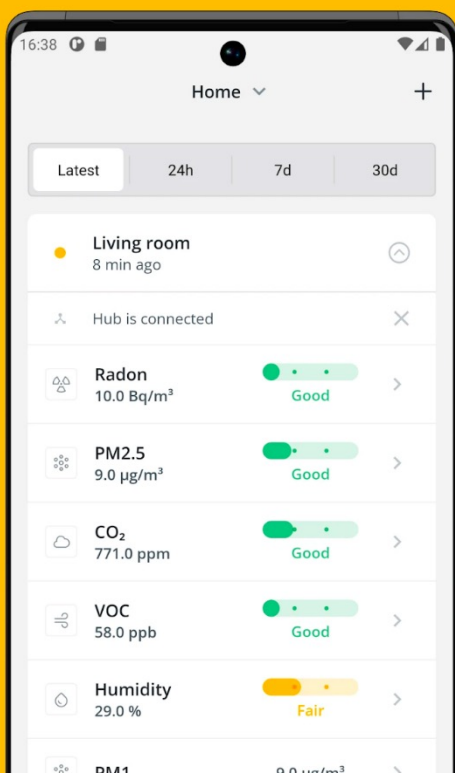 16:38
Home
Latest 24h 7d 30d
Living room
8 min ago
Hub is connected
Radon
10.0 Bq/m³
Good
PM2.5
9.0 µg/m³
Good
CO₂
771.0 ppm
Good
VOC
58.0 ppb
Good
Humidity
29.0 %
Fair
PM1 9.0 µg/m³